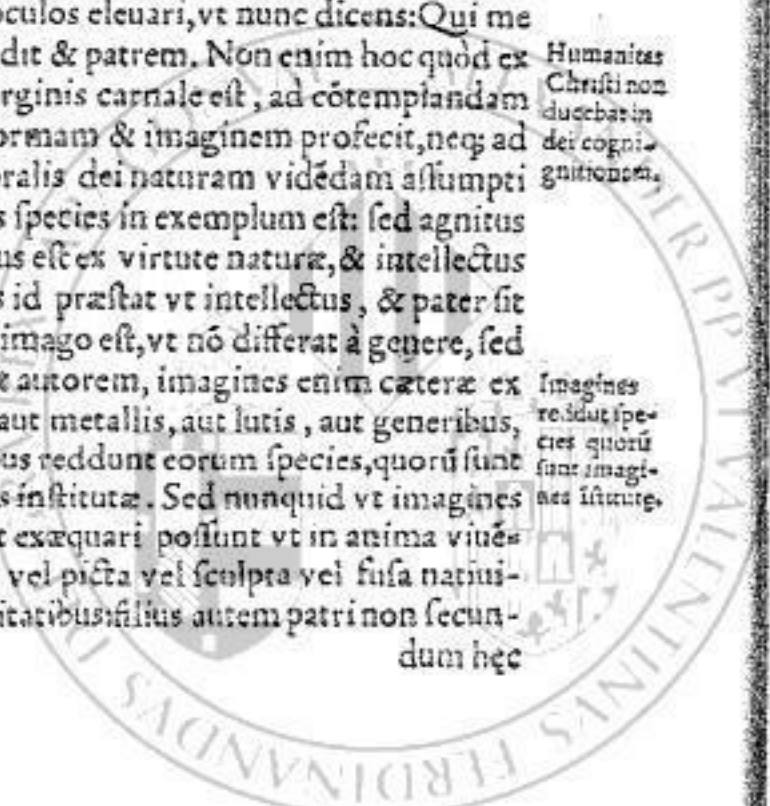 oculos eleuari,vt nunc dicens:Qui me
dit & patrem. Non enim hoc quòd ex
rginis carnale est, ad cōtemplandam
ormam & imaginem profecit,neq; ad
oralis dei naturam vidēdam assumpti
s species in exemplum est: sed agnitus
us est ex virtute naturæ,& intellectus
s id præstat vt intellectus, & pater sit
imago est,vt nō differat à genere, sed
t autorem, imagines enim cæteræ ex
aut metallis, aut lutis, aut generibus,
us reddunt eorum species,quorū sunt
s institutæ. Sed nunquid vt imagines
t exæquari possunt vt in anima viuē-
vel picta vel sculpta vel fusa natiui-
itatibus:filius autem patri non secun-
dum hęc
Humanitas
Christi non
ducebat in
dei cogni-
gnitionem.
Imagines
reddūt spe-
cies quorū
sunt imagi-
nes
VALENTINVS FERDINANDVS